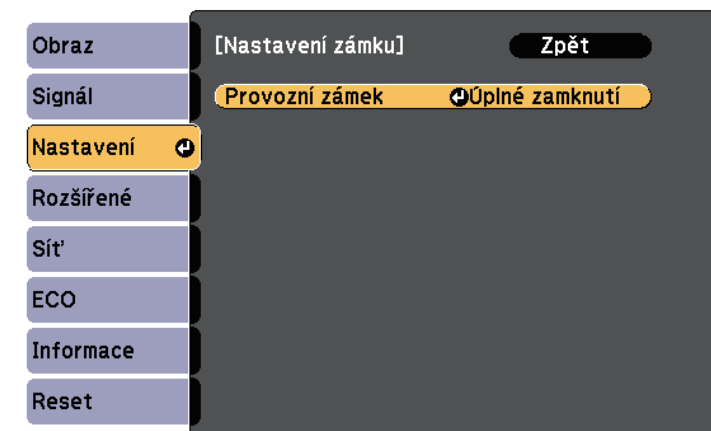 Obraz
Signál
Nastavení
Rozšířené
Síť
ECO
Informace
Reset
[Nastavení zámku] Zpět
Provozní zámek Úplné zamknutí